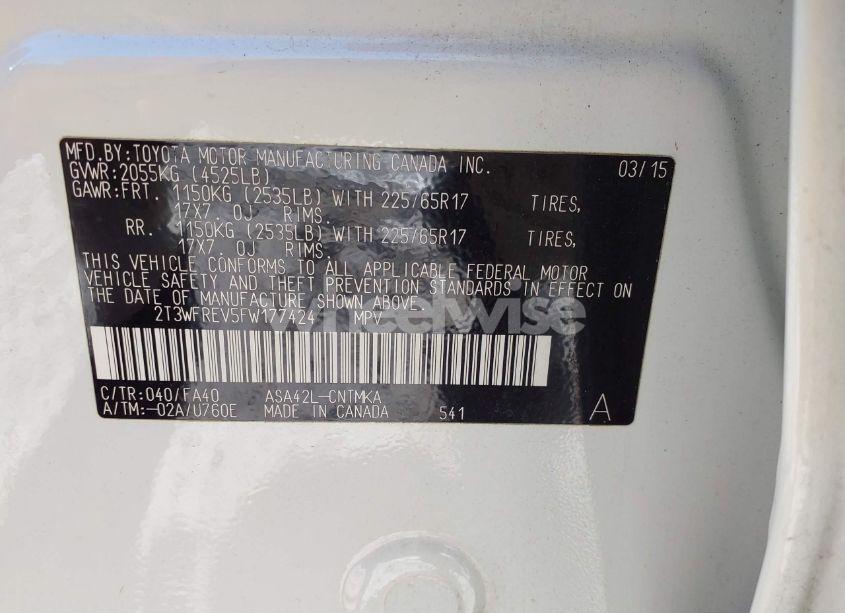 MFD.BY:TOYOTA MOTOR MANUFACTURING CANADA INC. 03/15
GVWR:2055KG (4525LB)
GAWR:FRT. 1150KG (2535LB) WITH 225/65R17 TIRES,
17X7.0J RIMS.
RR. 1150KG (2535LB) WITH 225/65R17 TIRES,
17X7.0J RIMS.
THIS VEHICLE CONFORMS TO ALL APPLICABLE FEDERAL MOTOR
VEHICLE SAFETY AND THEFT PREVENTION STANDARDS IN EFFECT ON
THE DATE OF MANUFACTURE SHOWN ABOVE.
2T3WFREV5FW177424 MPV
wheelwise
C/TR:040/FA40 ASA42L-CNTMKA
A/TM:-02A/U760E MADE IN CANADA 541 A